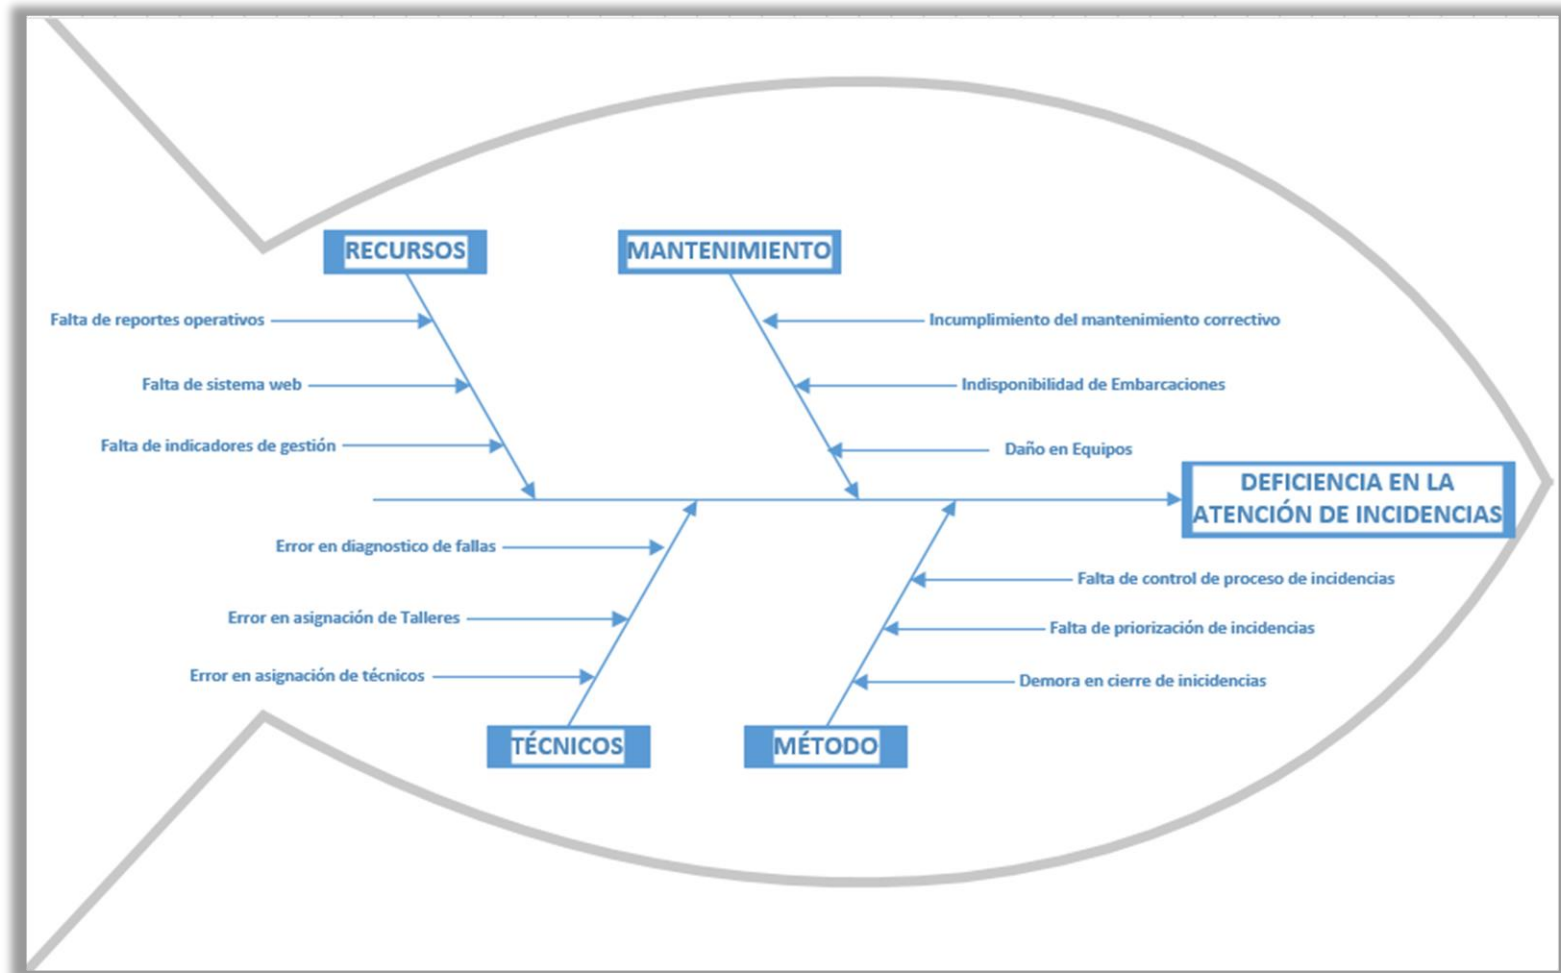 RECURSOS
MANTENIMIENTO
Falta de reportes operativos
Incumplimiento del mantenimiento correctivo
Falta de sistema web
Indisponibilidad de Embarcaciones
Falta de indicadores de gestión
Daño en Equipos
DEFICIENCIA EN LA
ATENCIÓN DE INCIDENCIAS
Error en diagnostico de fallas
Falta de control de proceso de incidencias
Error en asignación de Talleres
Falta de priorización de incidencias
Error en asignación de técnicos
Demora en cierre de inicidencias
TÉCNICOS
MÉTODO